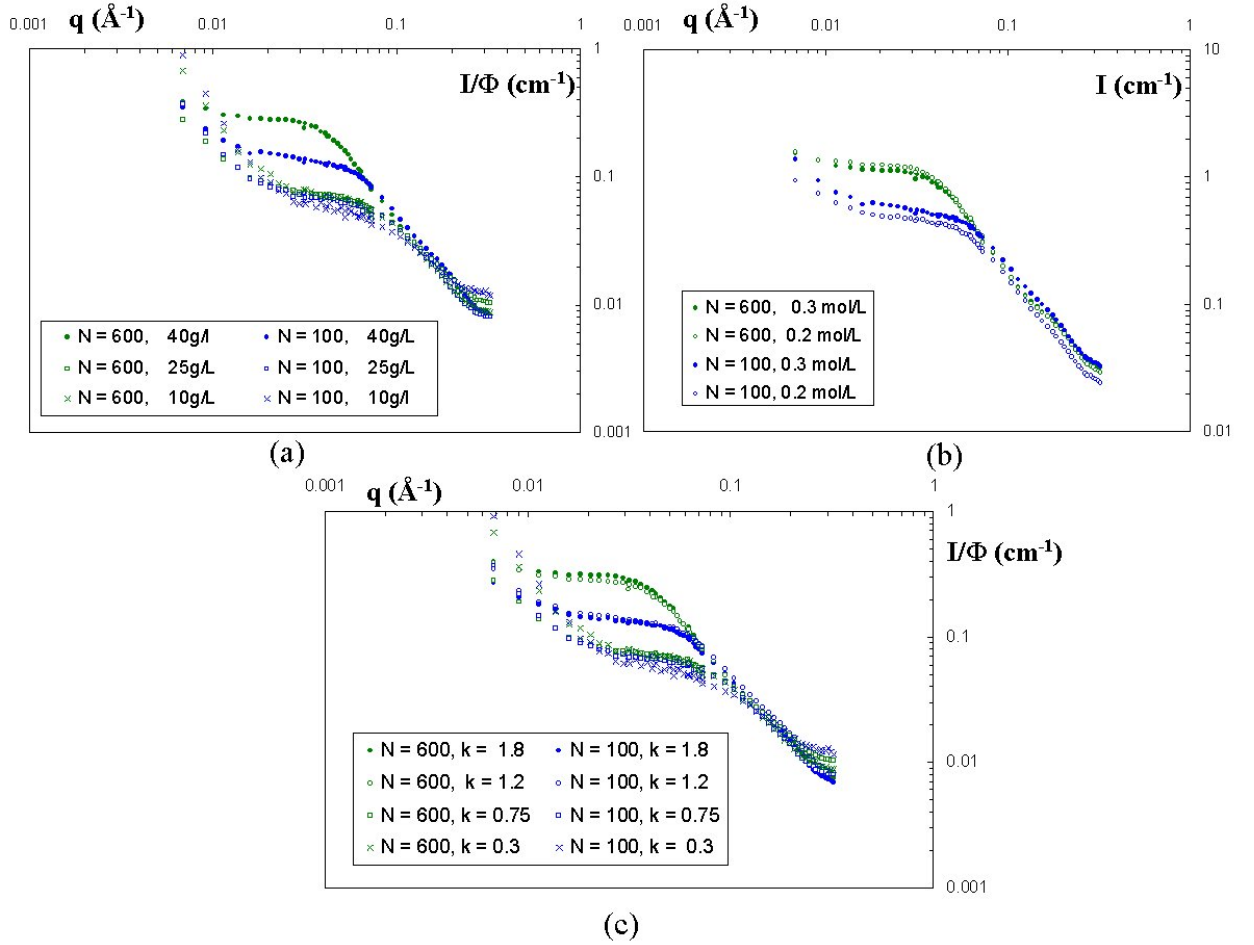 q (Å⁻¹)
0.001 0.01 0.1 1
1
I/Φ (cm⁻¹)
0.1
0.01
0.001
N = 600, 40g/l N = 100, 40g/L
N = 600, 25g/L N = 100, 25g/L
N = 600, 10g/L N = 100, 10g/l
(a)
q (Å⁻¹)
0.001 0.01 0.1 1
10
I (cm⁻¹)
1
0.1
0.01
N = 600, 0.3 mol/L
N = 600, 0.2 mol/L
N = 100, 0.3 mol/L
N = 100, 0.2 mol/L
(b)
0.001 q (Å⁻¹) 0.01 0.1 1
1
I/Φ (cm⁻¹)
0.1
0.01
0.001
N = 600, k = 1.8 N = 100, k = 1.8
N = 600, k = 1.2 N = 100, k = 1.2
N = 600, k = 0.75 N = 100, k = 0.75
N = 600, k = 0.3 N = 100, k = 0.3
(c)